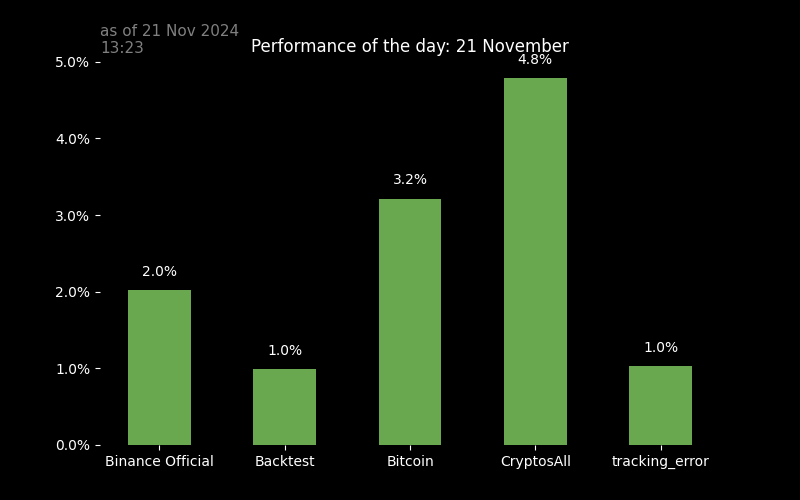 as of 21 Nov 2024
13:23
Performance of the day: 21 November
5.0%
4.0%
3.0%
2.0%
1.0%
0.0%
2.0%
1.0%
3.2%
4.8%
1.0%
Binance Official
Backtest
Bitcoin
CryptosAll
tracking_error